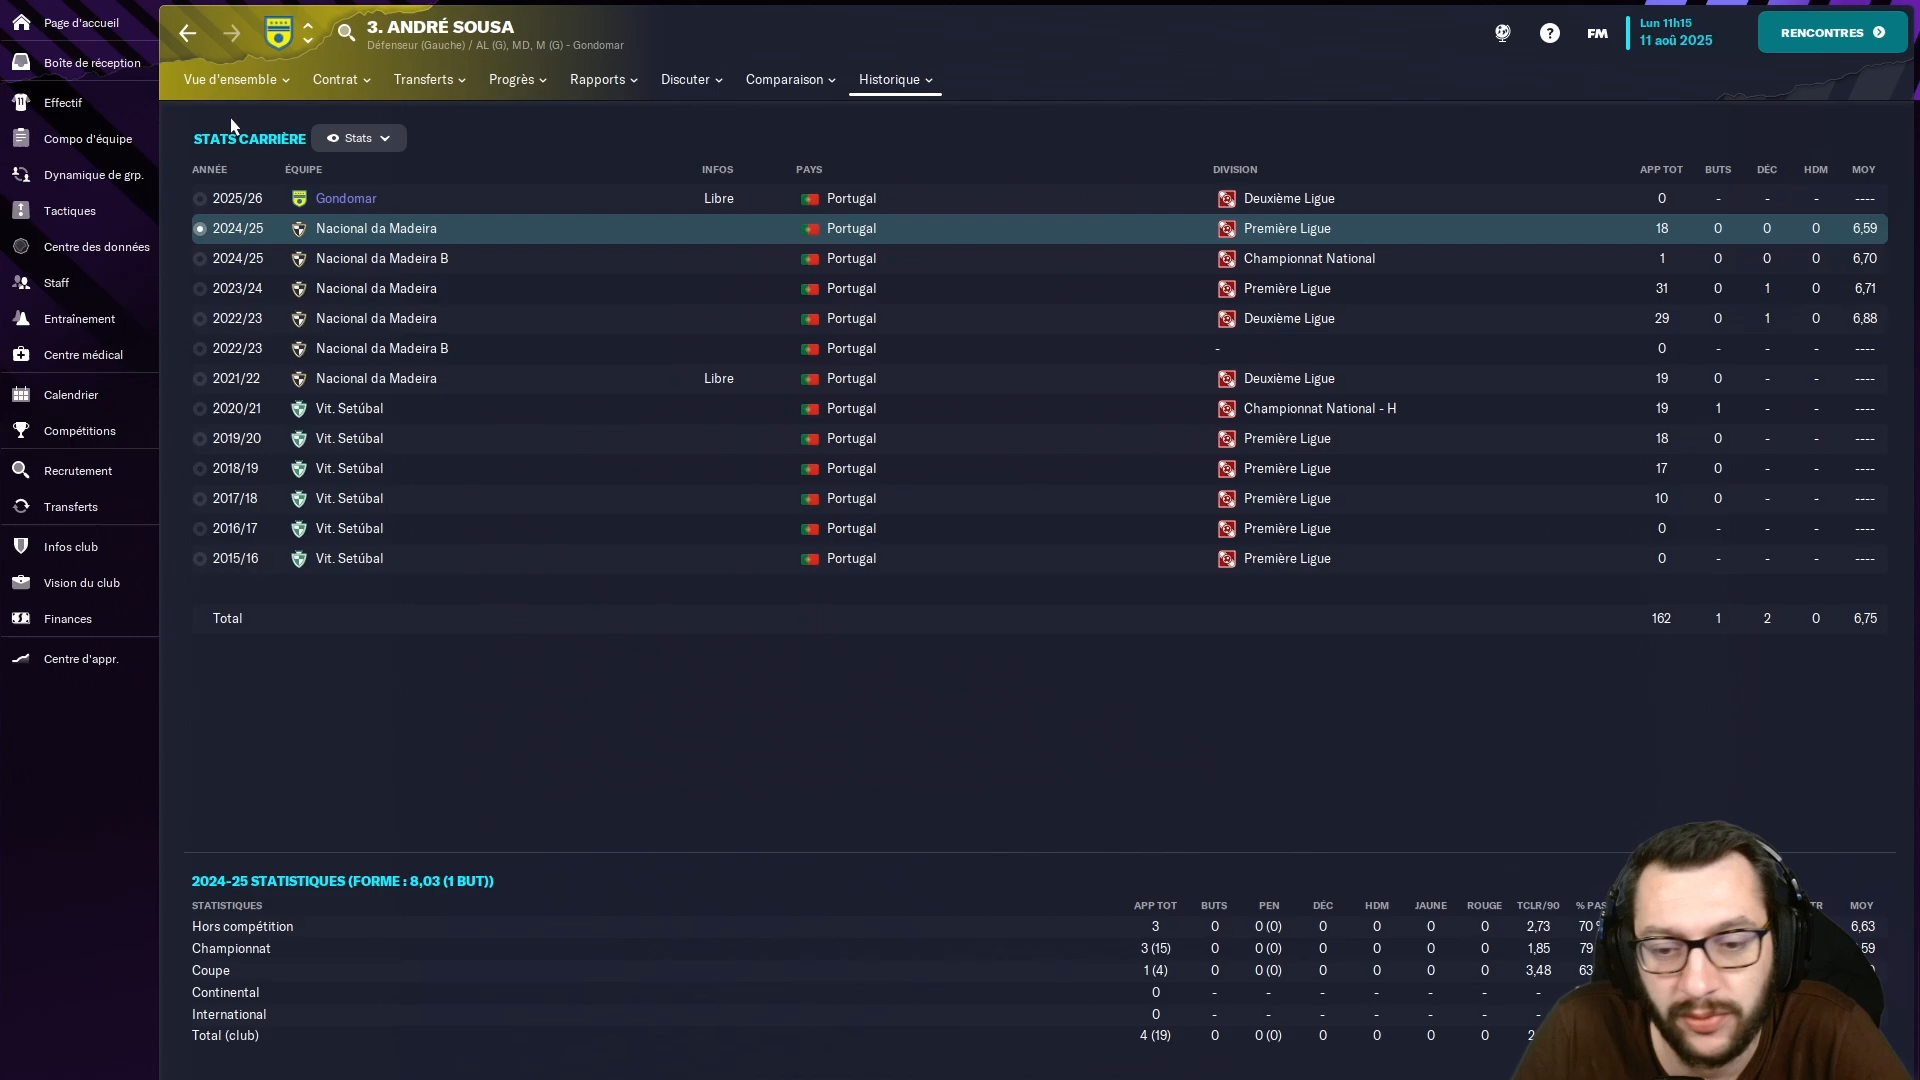 Page d'accueil
Boîte de réception
Effectif
Compo d'équipe
Dynamique de grp.
Tactiques
Centre des données
Staff
Entraînement
Centre médical
Calendrier
Compétitions
Recrutement
Transferts
Infos club
Vision du club
Finances
Centre d'appr.
3. ANDRÉ SOUSA
Défenseur (Gauche) / AL (G), MD, M (G) - Gondomar
FM
Lun 11h15
11 aoû 2025
RENCONTRES
Vue d'ensemble Contrat Transferts Progrès Rapports Discuter Comparaison Historique
STATS CARRIÈRE Stats
ANNÉE ÉQUIPE INFOS PAYS DIVISION APP TOT BUTS DÉC HDM MOY
2025/26 Gondomar Libre Portugal Deuxième Ligue 0 - - - ----
2024/25 Nacional da Madeira Portugal Première Ligue 18 0 0 0 6,59
2024/25 Nacional da Madeira B Portugal Championnat National 1 0 0 0 6,70
2023/24 Nacional da Madeira Portugal Première Ligue 31 0 1 0 6,71
2022/23 Nacional da Madeira Portugal Deuxième Ligue 29 0 1 0 6,88
2022/23 Nacional da Madeira B Portugal - 0 - - - ----
2021/22 Nacional da Madeira Libre Portugal Deuxième Ligue 19 0 - - ----
2020/21 Vit. Setúbal Portugal Championnat National - H 19 1 - - ----
2019/20 Vit. Setúbal Portugal Première Ligue 18 0 - - ----
2018/19 Vit. Setúbal Portugal Première Ligue 17 0 - - ----
2017/18 Vit. Setúbal Portugal Première Ligue 10 0 - - ----
2016/17 Vit. Setúbal Portugal Première Ligue 0 - - - ----
2015/16 Vit. Setúbal Portugal Première Ligue 0 - - - ----
Total 162 1 2 0 6,75
2024-25 STATISTIQUES (FORME : 8,03 (1 BUT))
STATISTIQUES APP TOT BUTS PEN DÉC HDM JAUNE ROUGE TCLR/90 % PAS TR MOY
Hors compétition 3 0 0 (0) 0 0 0 0 2,73 70 6,63
Championnat 3 (15) 0 0 (0) 0 0 0 0 1,85 79 59
Coupe 1 (4) 0 0 (0) 0 0 0 0 3,48 63
Continental 0 - - - - - - -
International 0 - - - - - - -
Total (club) 4 (19) 0 0 (0) 0 0 0 0